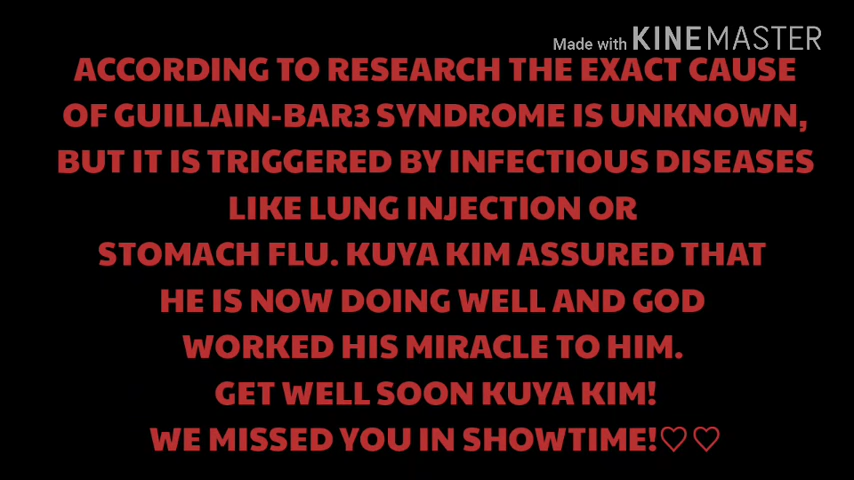 Made with KINEMASTER
ACCORDING TO RESEARCH THE EXACT CAUSE
OF GUILLAIN-BAR3 SYNDROME IS UNKNOWN,
BUT IT IS TRIGGERED BY INFECTIOUS DISEASES
LIKE LUNG INJECTION OR
STOMACH FLU. KUYA KIM ASSURED THAT
HE IS NOW DOING WELL AND GOD
WORKED HIS MIRACLE TO HIM.
GET WELL SOON KUYA KIM!
WE MISSED YOU IN SHOWTIME!♡♡